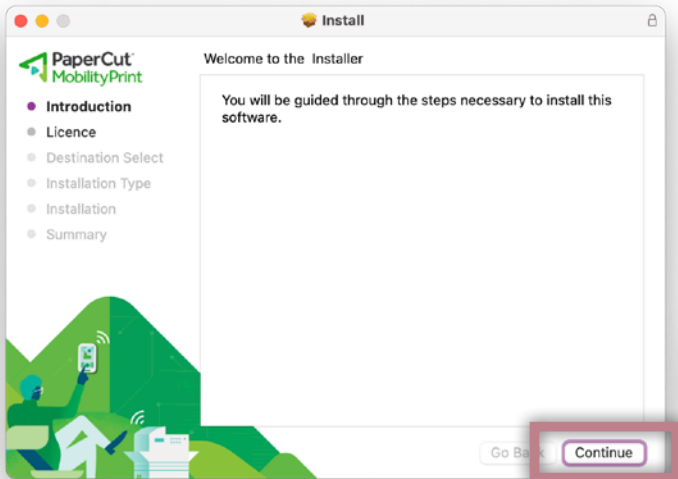 Install
PaperCut
MobilityPrint
Welcome to the Installer
Introduction
Licence
Destination Select
Installation Type
Installation
Summary
You will be guided through the steps necessary to install this
software.
Go Back
Continue